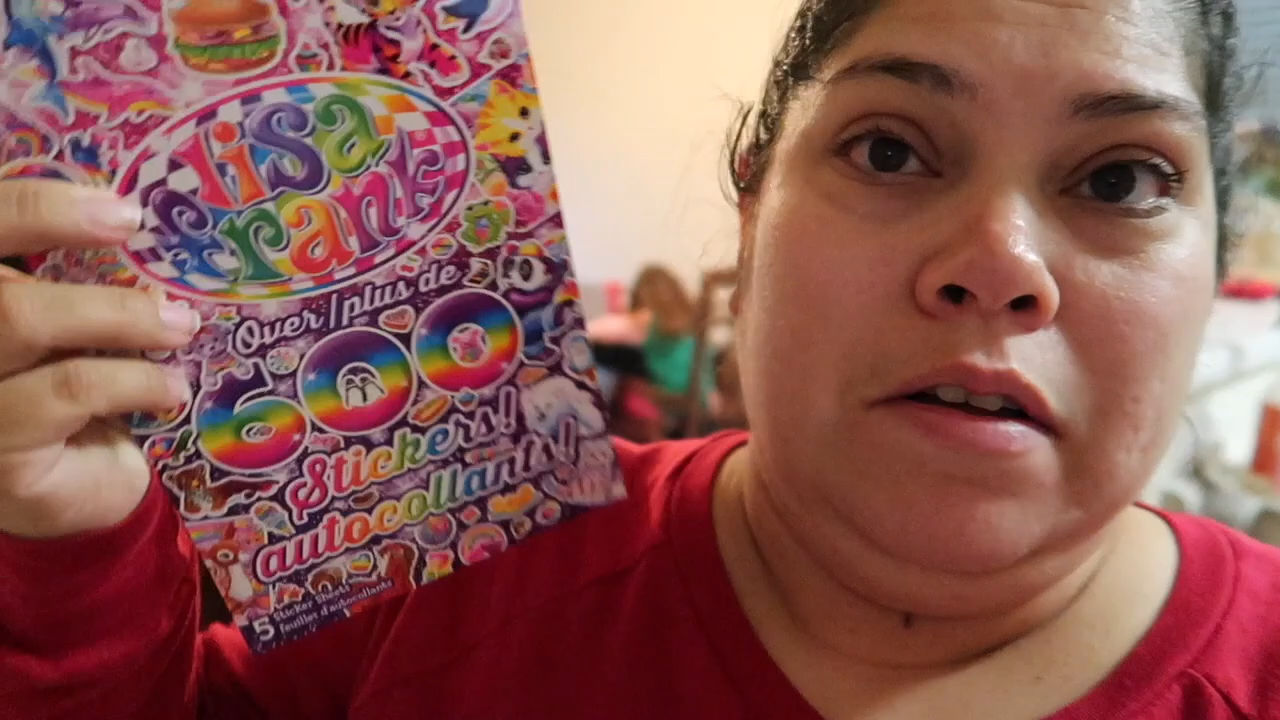 lisa
frank
Over / plus de
600
Stickers!
autocollants!
5 Sticker Sheets
feuilles d'autocollants